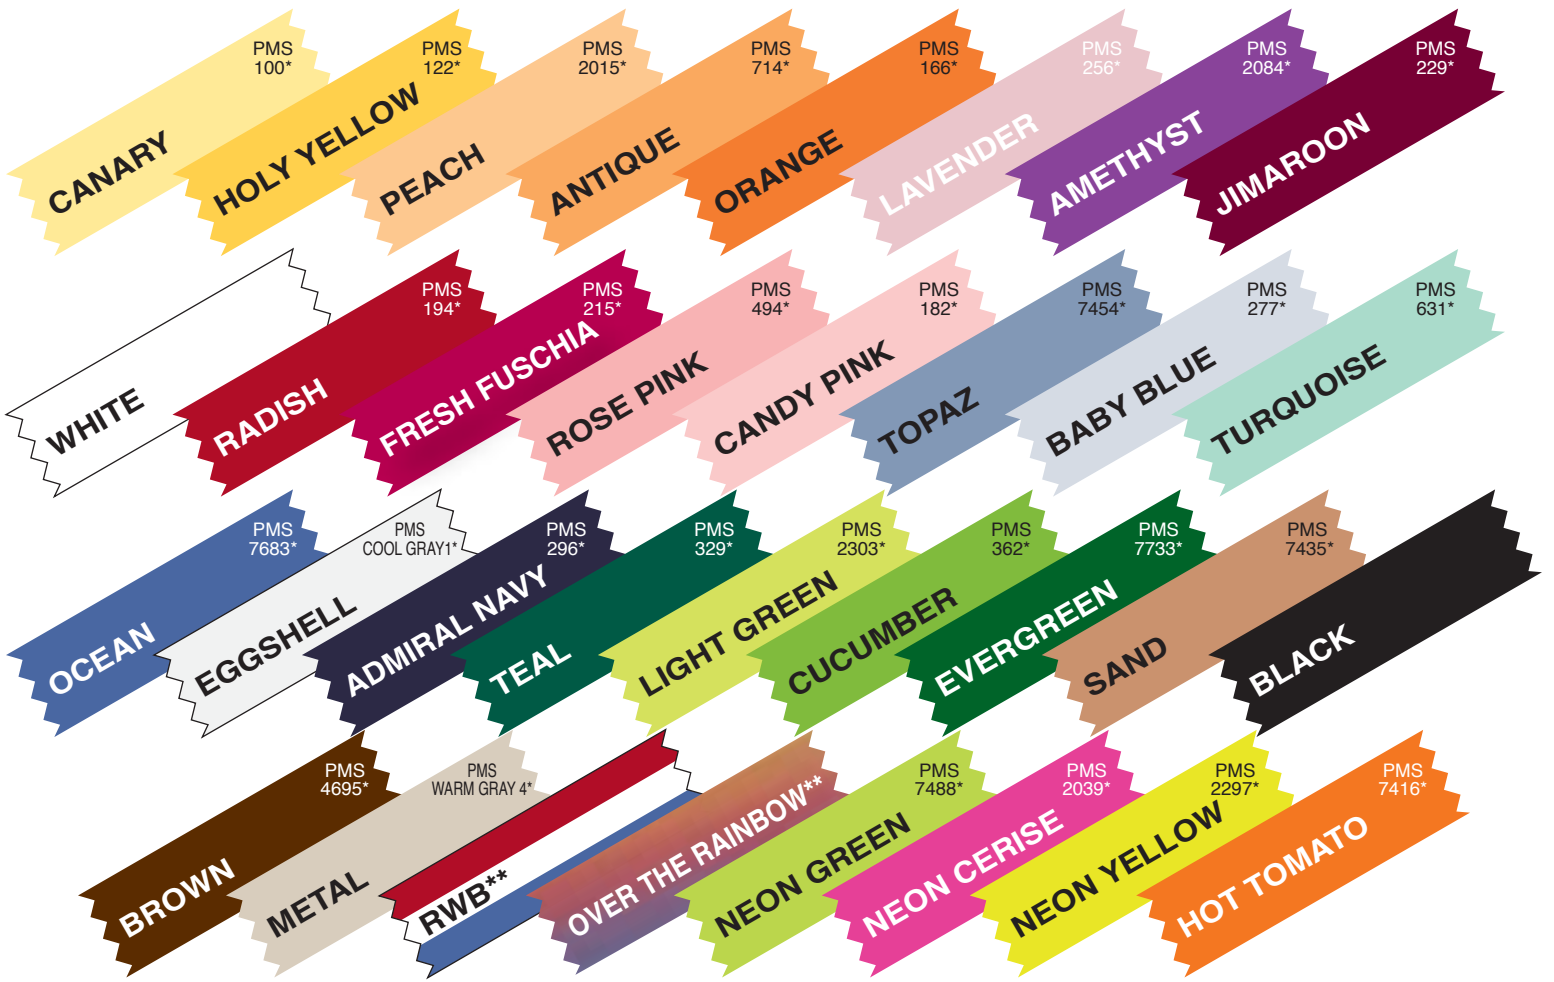 PMS
100*
CANARY
PMS
122*
HOLY YELLOW
PMS
2015*
PEACH
PMS
714*
ANTIQUE
PMS
166*
ORANGE
PMS
256*
LAVENDER
PMS
2084*
AMETHYST
PMS
229*
JIMAROON
WHITE
PMS
194*
RADISH
PMS
215*
FRESH FUSCHIA
PMS
494*
ROSE PINK
PMS
182*
CANDY PINK
PMS
7454*
TOPAZ
PMS
277*
BABY BLUE
PMS
631*
TURQUOISE
PMS
7683*
OCEAN
PMS
COOL GRAY1*
EGGSHELL
PMS
296*
ADMIRAL NAVY
PMS
329*
TEAL
PMS
2303*
LIGHT GREEN
PMS
362*
CUCUMBER
PMS
7733*
EVERGREEN
PMS
7435*
SAND
BLACK
PMS
4695*
BROWN
PMS
WARM GRAY 4*
METAL
RWB**
OVER THE RAINBOW**
PMS
7488*
NEON GREEN
PMS
2039*
NEON CERISE
PMS
2297*
NEON YELLOW
PMS
7416*
HOT TOMATO